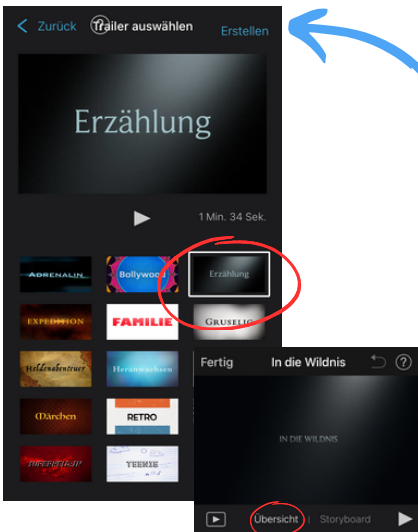 Zurück Trailer auswählen Erstellen
Erzählung
1 Min. 34 Sek.
ADRENALIN Bollywood Erzählung
EXPEDITION FAMILIE GRUSELIG
Heldenabenteuer Heranwachsen
Märchen RETRO
SUPERHELD TEENIE
Fertig In die Wildnis ?
IN DIE WILDNIS
Übersicht | Storyboard